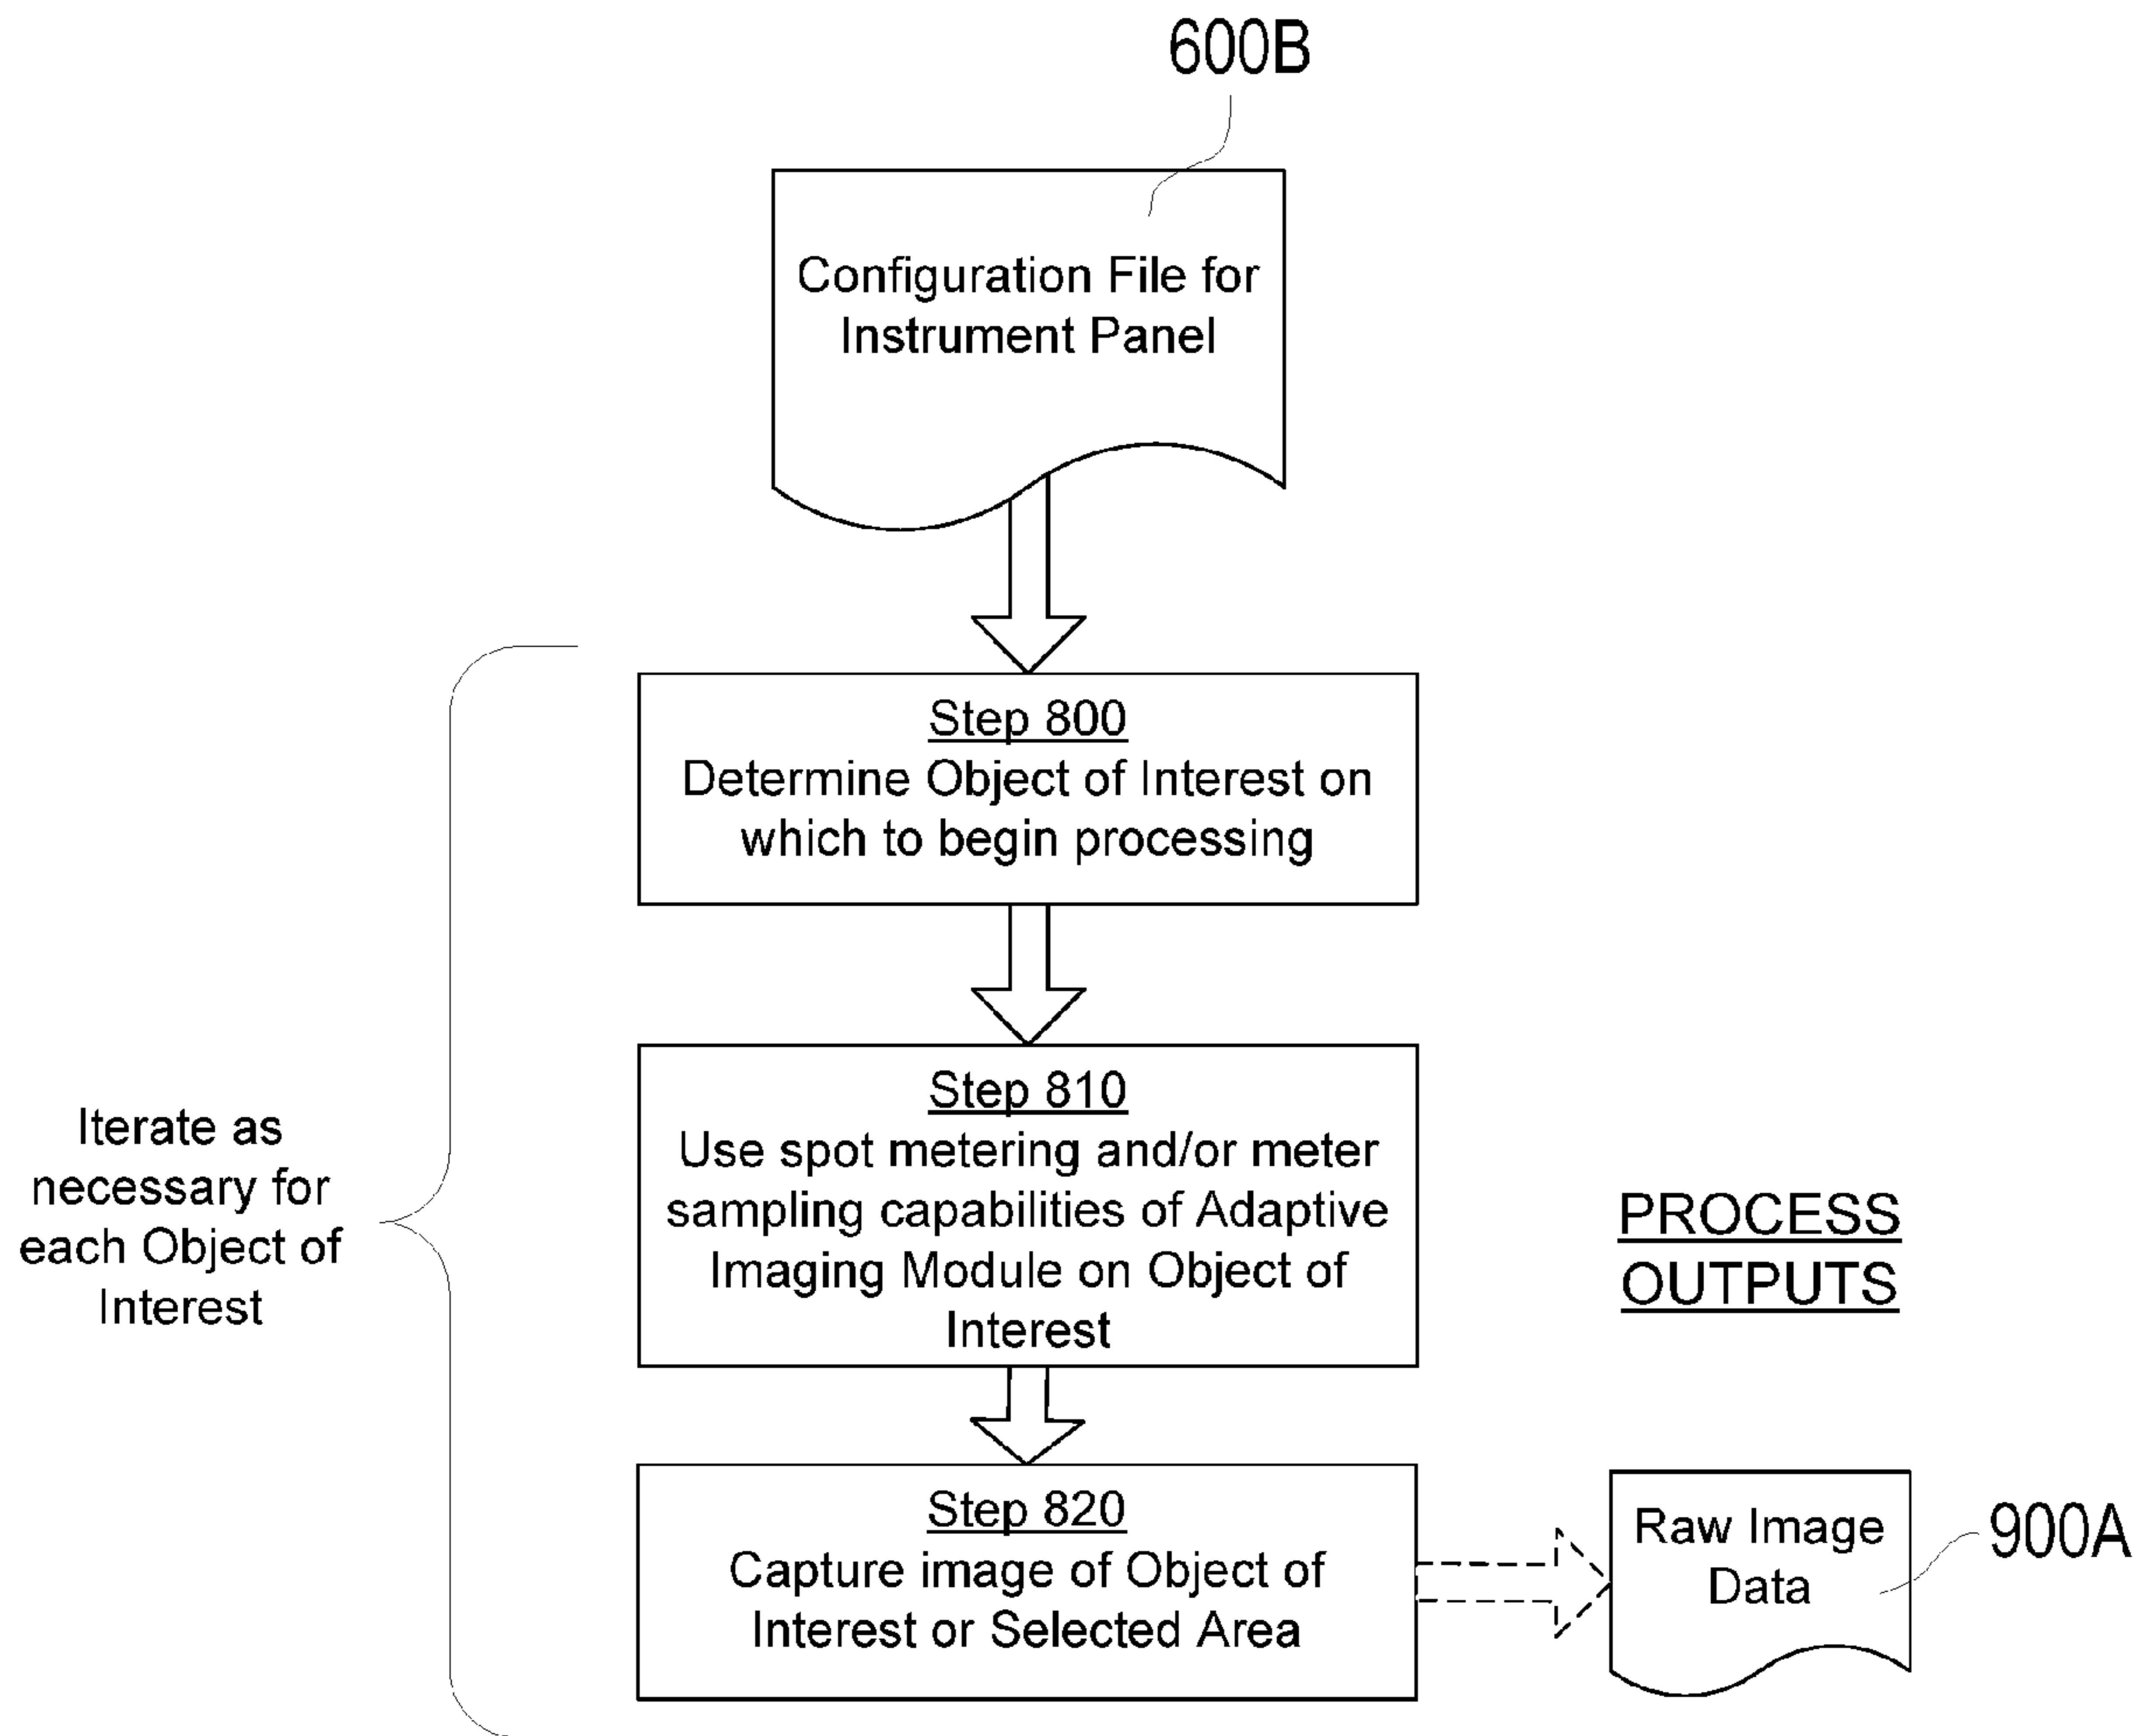 600B
Configuration File for
Instrument Panel
Step 800
Determine Object of Interest on
which to begin processing
Step 810
Use spot metering and/or meter
sampling capabilities of Adaptive
Imaging Module on Object of
Interest
Iterate as
necessary for
each Object of
Interest
PROCESS
OUTPUTS
Step 820
Capture image of Object of
Interest or Selected Area
Raw Image
Data
900A